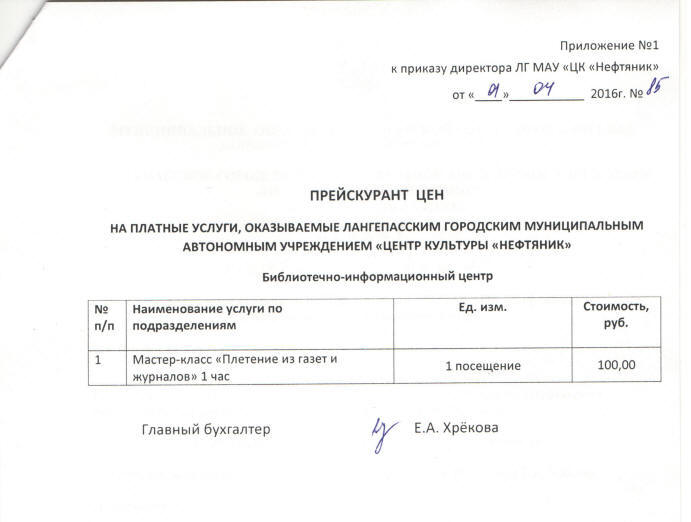 Приложение №1
к приказу директора ЛГ МАУ «ЦК «Нефтяник»
от «01» 04 2016г. № 85
ПРЕЙСКУРАНТ ЦЕН
НА ПЛАТНЫЕ УСЛУГИ, ОКАЗЫВАЕМЫЕ ЛАНГЕПАССКИМ ГОРОДСКИМ МУНИЦИПАЛЬНЫМ
АВТОНОМНЫМ УЧРЕЖДЕНИЕМ «ЦЕНТР КУЛЬТУРЫ «НЕФТЯНИК»
Библиотечно-информационный центр
№ Наименование услуги по Ед. изм. Стоимость,
п/п подразделениям руб.
1 Мастер-класс «Плетение из газет и 1 посещение 100,00
журналов» 1 час
Главный бухгалтер Е.А. Хрёкова